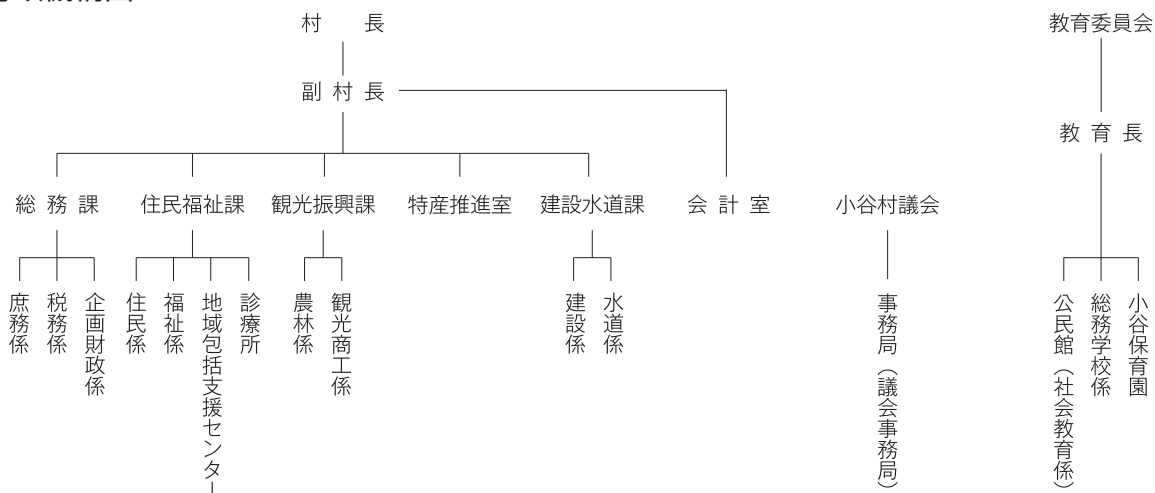 村長
教育委員会
副村長
教育長
総務課
住民福祉課
観光振興課
特産推進室
建設水道課
会計室
小谷村議会
庶務係
税務係
企画財政係
住民係
福祉係
地域包括支援センター
診療所
農林係
観光商工係
建設係
水道係
事務局（議会事務局）
公民館（社会教育係）
総務学校係
小谷保育園